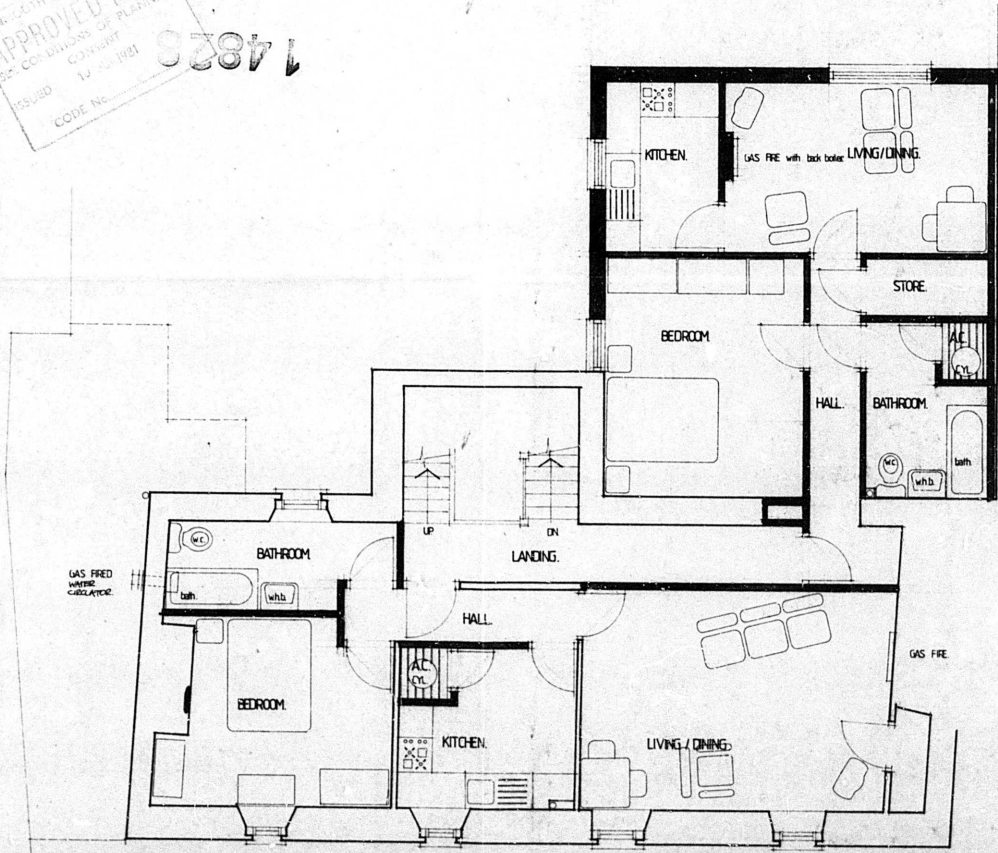 APPROVED
CONDITIONS OF PLANNING
CONSENT
ISSUED 1981
CODE No.
14828
KITCHEN.
GAS FIRE with back boiler
LIVING/DINING.
STORE.
BEDROOM.
A.C.
CYL.
HALL.
BATHROOM.
bath.
W.C.
w.h.b.
UP
DN
LANDING.
W.C.
BATHROOM.
GAS FIRED
WATER
CIRCULATOR.
bath.
w.h.b.
HALL.
GAS FIRE.
A.C.
CYL.
BEDROOM.
KITCHEN.
LIVING / DINING.